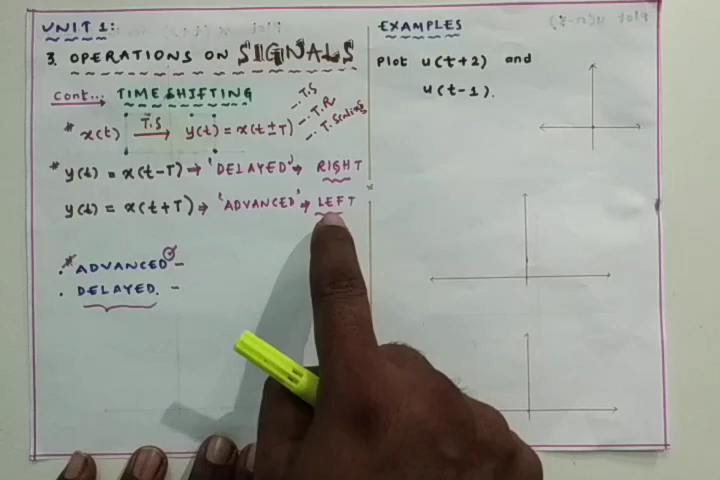 UNIT 1:
3. OPERATIONS ON SIGNALS
Cont... TIME SHIFTING
- T.S
- T.R
- T. Scaling
* x(t) T.S → y(t) = x(t ± T)
* y(t) = x(t-T) → 'DELAYED' → RIGHT
y(t) = x(t+T) → 'ADVANCED' → LEFT
* ADVANCED -
. DELAYED. -
EXAMPLES
Plot u(t+2) and
u(t-1).